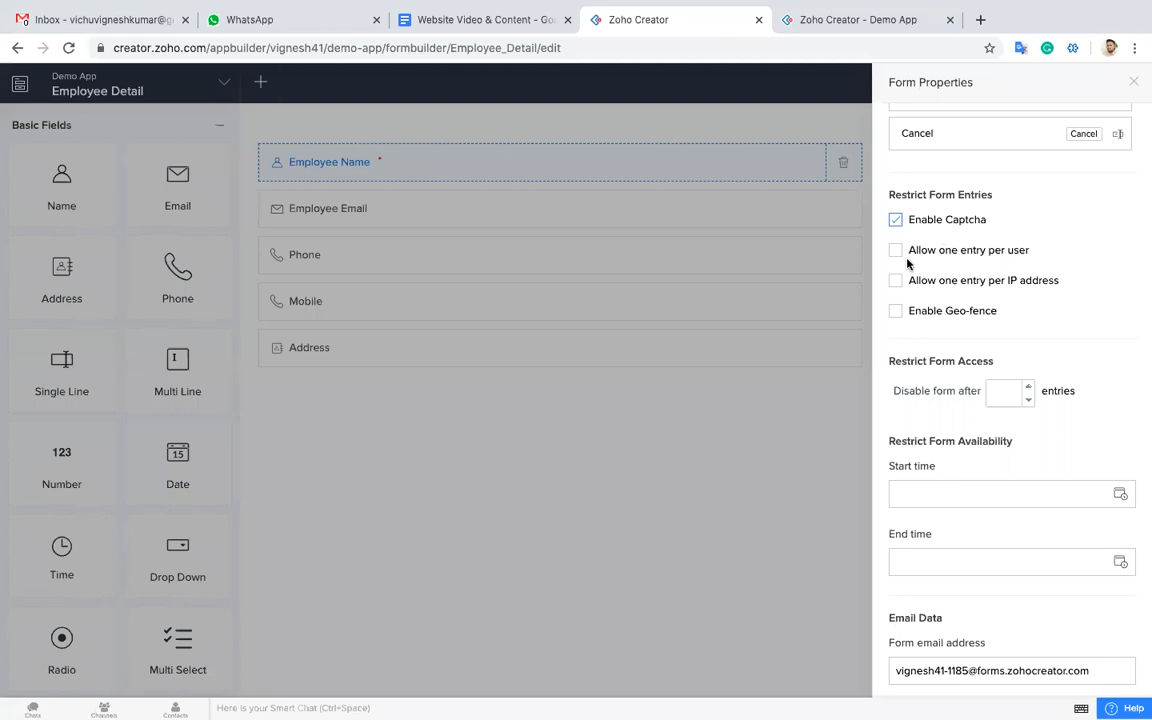 Inbox - vichuvigneshkumar@g
WhatsApp
Website Video & Content - Goo
Zoho Creator
Zoho Creator - Demo App
creator.zoho.com/appbuilder/vignesh41/demo-app/formbuilder/Employee_Detail/edit
Demo App
Employee Detail
Form Properties
Basic Fields
Name
Email
Address
Phone
Single Line
Multi Line
123
Number
15
Date
Time
Drop Down
Radio
Multi Select
Employee Name *
Employee Email
Phone
Mobile
Address
Cancel
Cancel
Restrict Form Entries
Enable Captcha
Allow one entry per user
Allow one entry per IP address
Enable Geo-fence
Restrict Form Access
Disable form after entries
Restrict Form Availability
Start time
End time
Email Data
Form email address
vignesh41-1185@forms.zohocreator.com
Chats
Channels
Contacts
Here is your Smart Chat (Ctrl+Space)
Help